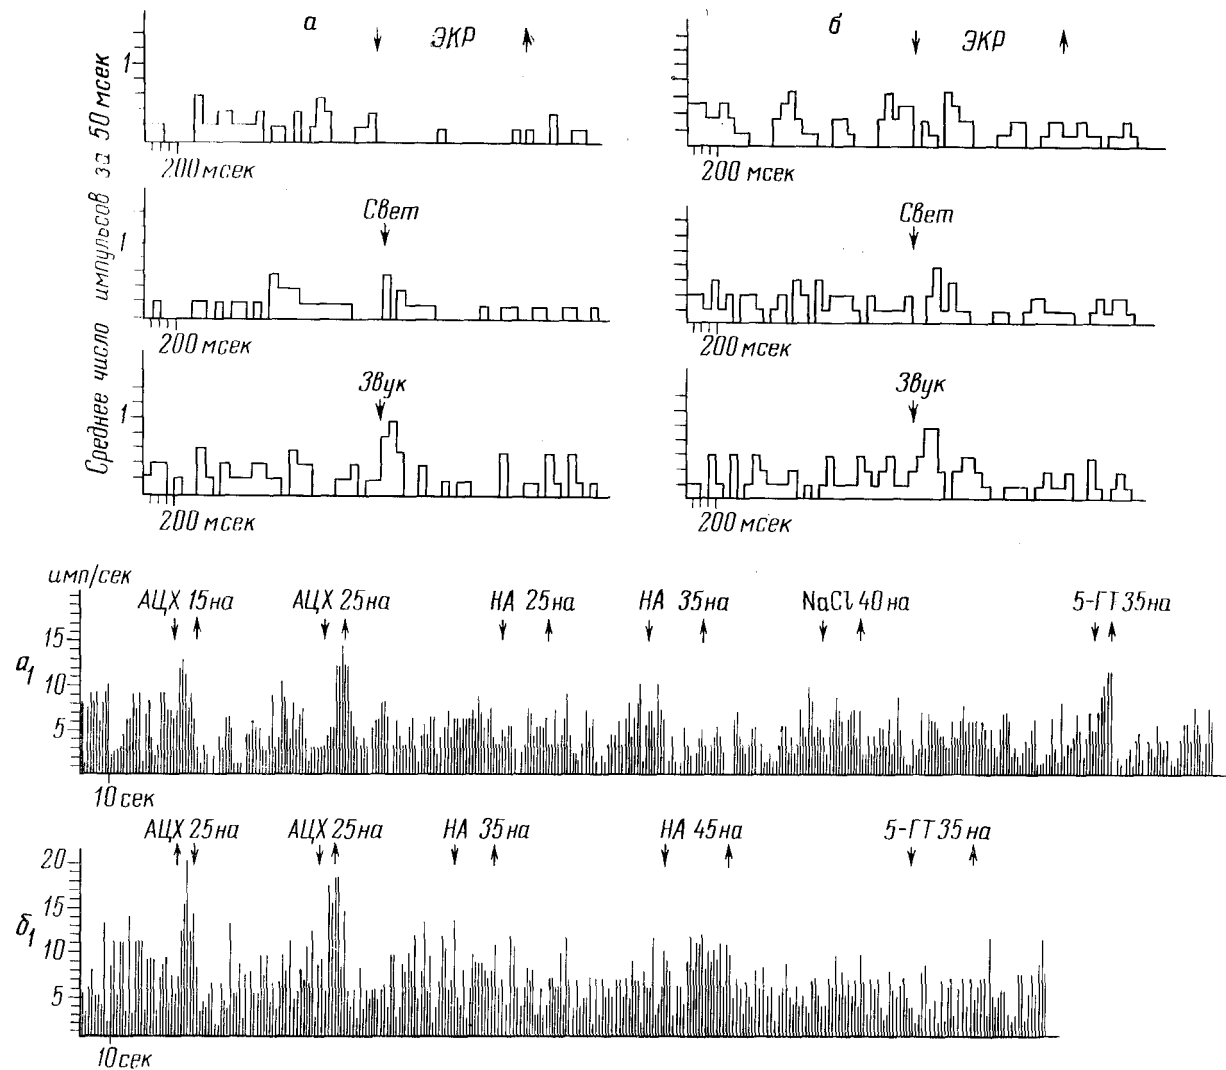 а
ЭКР
б
ЭКР
Среднее число импульсов за 50 мсек
1
200 мсек
200 мсек
Свет
Свет
1
200 мсек
200 мсек
Звук
Звук
1
200 мсек
200 мсек
имп/сек
АЦХ 15на АЦХ 25на НА 25на НА 35на NaCl 40на 5-ГТ 35на
15
а1
10
5
10 сек
АЦХ 25на АЦХ 25на НА 35на НА 45на 5-ГТ 35на
20
15
б1
10
5
10 сек